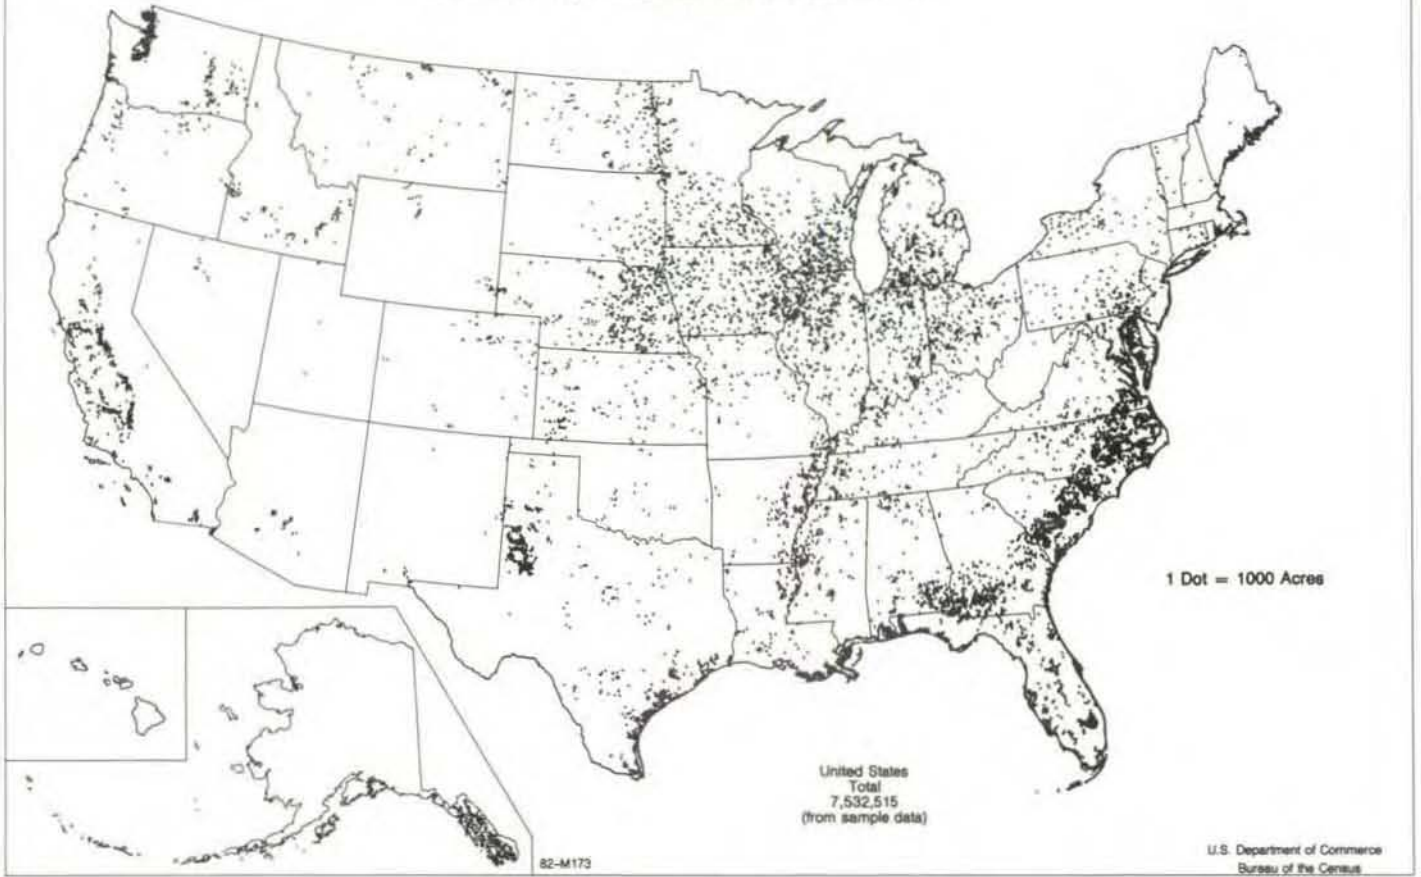 1 Dot = 1000 Acres
United States
Total
7,532,515
(from sample data)
82-M173
U.S. Department of Commerce
Bureau of the Census